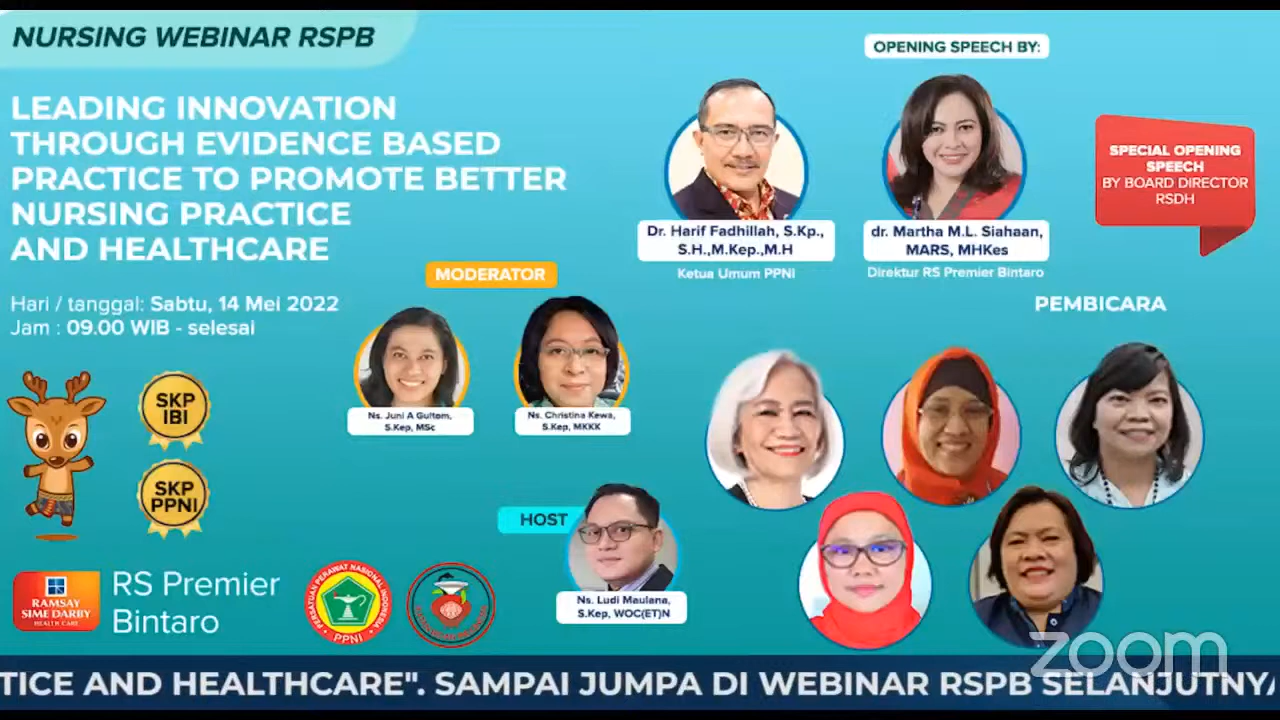 NURSING WEBINAR RSPB
LEADING INNOVATION
THROUGH EVIDENCE BASED
PRACTICE TO PROMOTE BETTER
NURSING PRACTICE
AND HEALTHCARE
Hari / tanggal: Sabtu, 14 Mei 2022
Jam : 09.00 WIB - selesai
OPENING SPEECH BY:
Dr. Harif Fadhillah, S.Kp.,
S.H.,M.Kep.,M.H
Ketua Umum PPNI
dr. Martha M.L. Siahaan,
MARS, MHKes
Direktur RS Premier Bintaro
SPECIAL OPENING
SPEECH
BY BOARD DIRECTOR
RSDH
MODERATOR
Ns. Juni A Gultom,
S.Kep, MSc
Ns. Christina Kewa,
S.Kep, MKKK
PEMBICARA
SKP
IBI
SKP
PPNI
HOST
Ns. Ludi Maulana,
S.Kep, WOC(ET)N
RAMSAY
SIME DARBY
HEALTH CARE
RS Premier
Bintaro
PERSATUAN PERAWAT NASIONAL INDONESIA
PPNI
zoom
TICE AND HEALTHCARE". SAMPAI JUMPA DI WEBINAR RSPB SELANJUTNYA